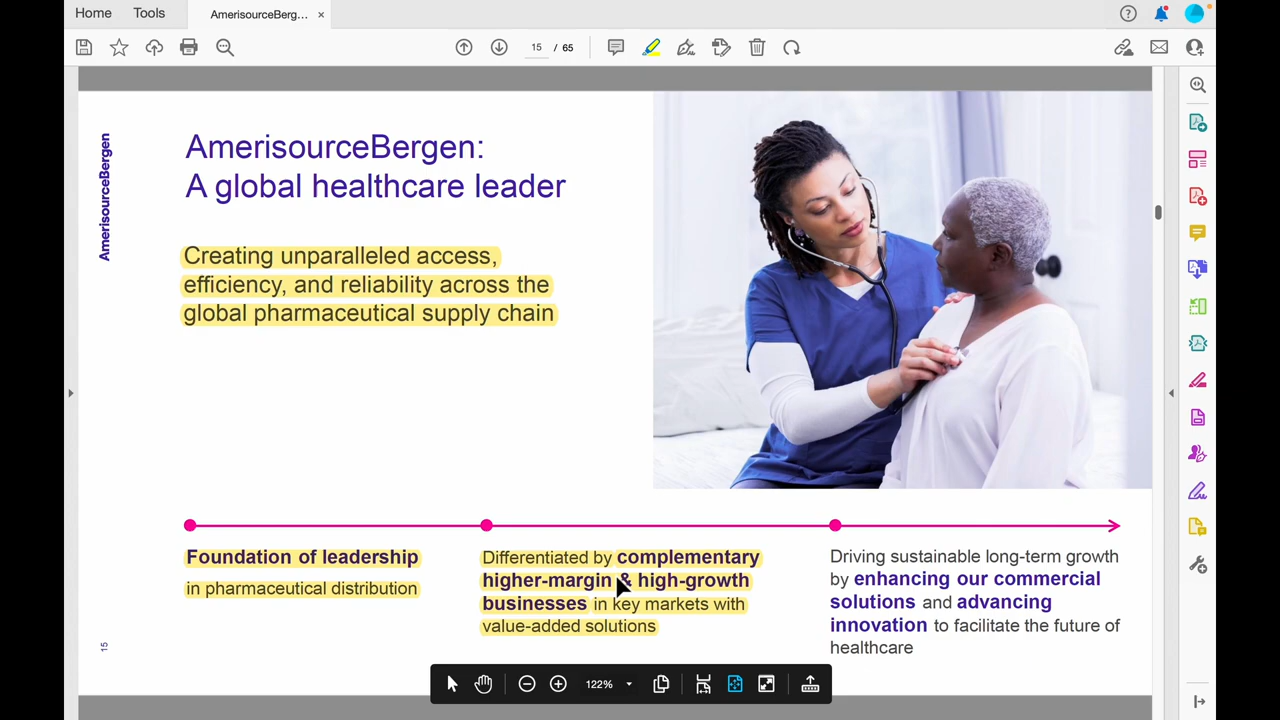 Home
Tools
AmerisourceBerg...
×
15 / 65
AmerisourceBergen
AmerisourceBergen:
A global healthcare leader
Creating unparalleled access,
efficiency, and reliability across the
global pharmaceutical supply chain
Foundation of leadership
in pharmaceutical distribution
Differentiated by complementary
higher-margin & high-growth
businesses in key markets with
value-added solutions
Driving sustainable long-term growth
by enhancing our commercial
solutions and advancing
innovation to facilitate the future of
healthcare
15
122%